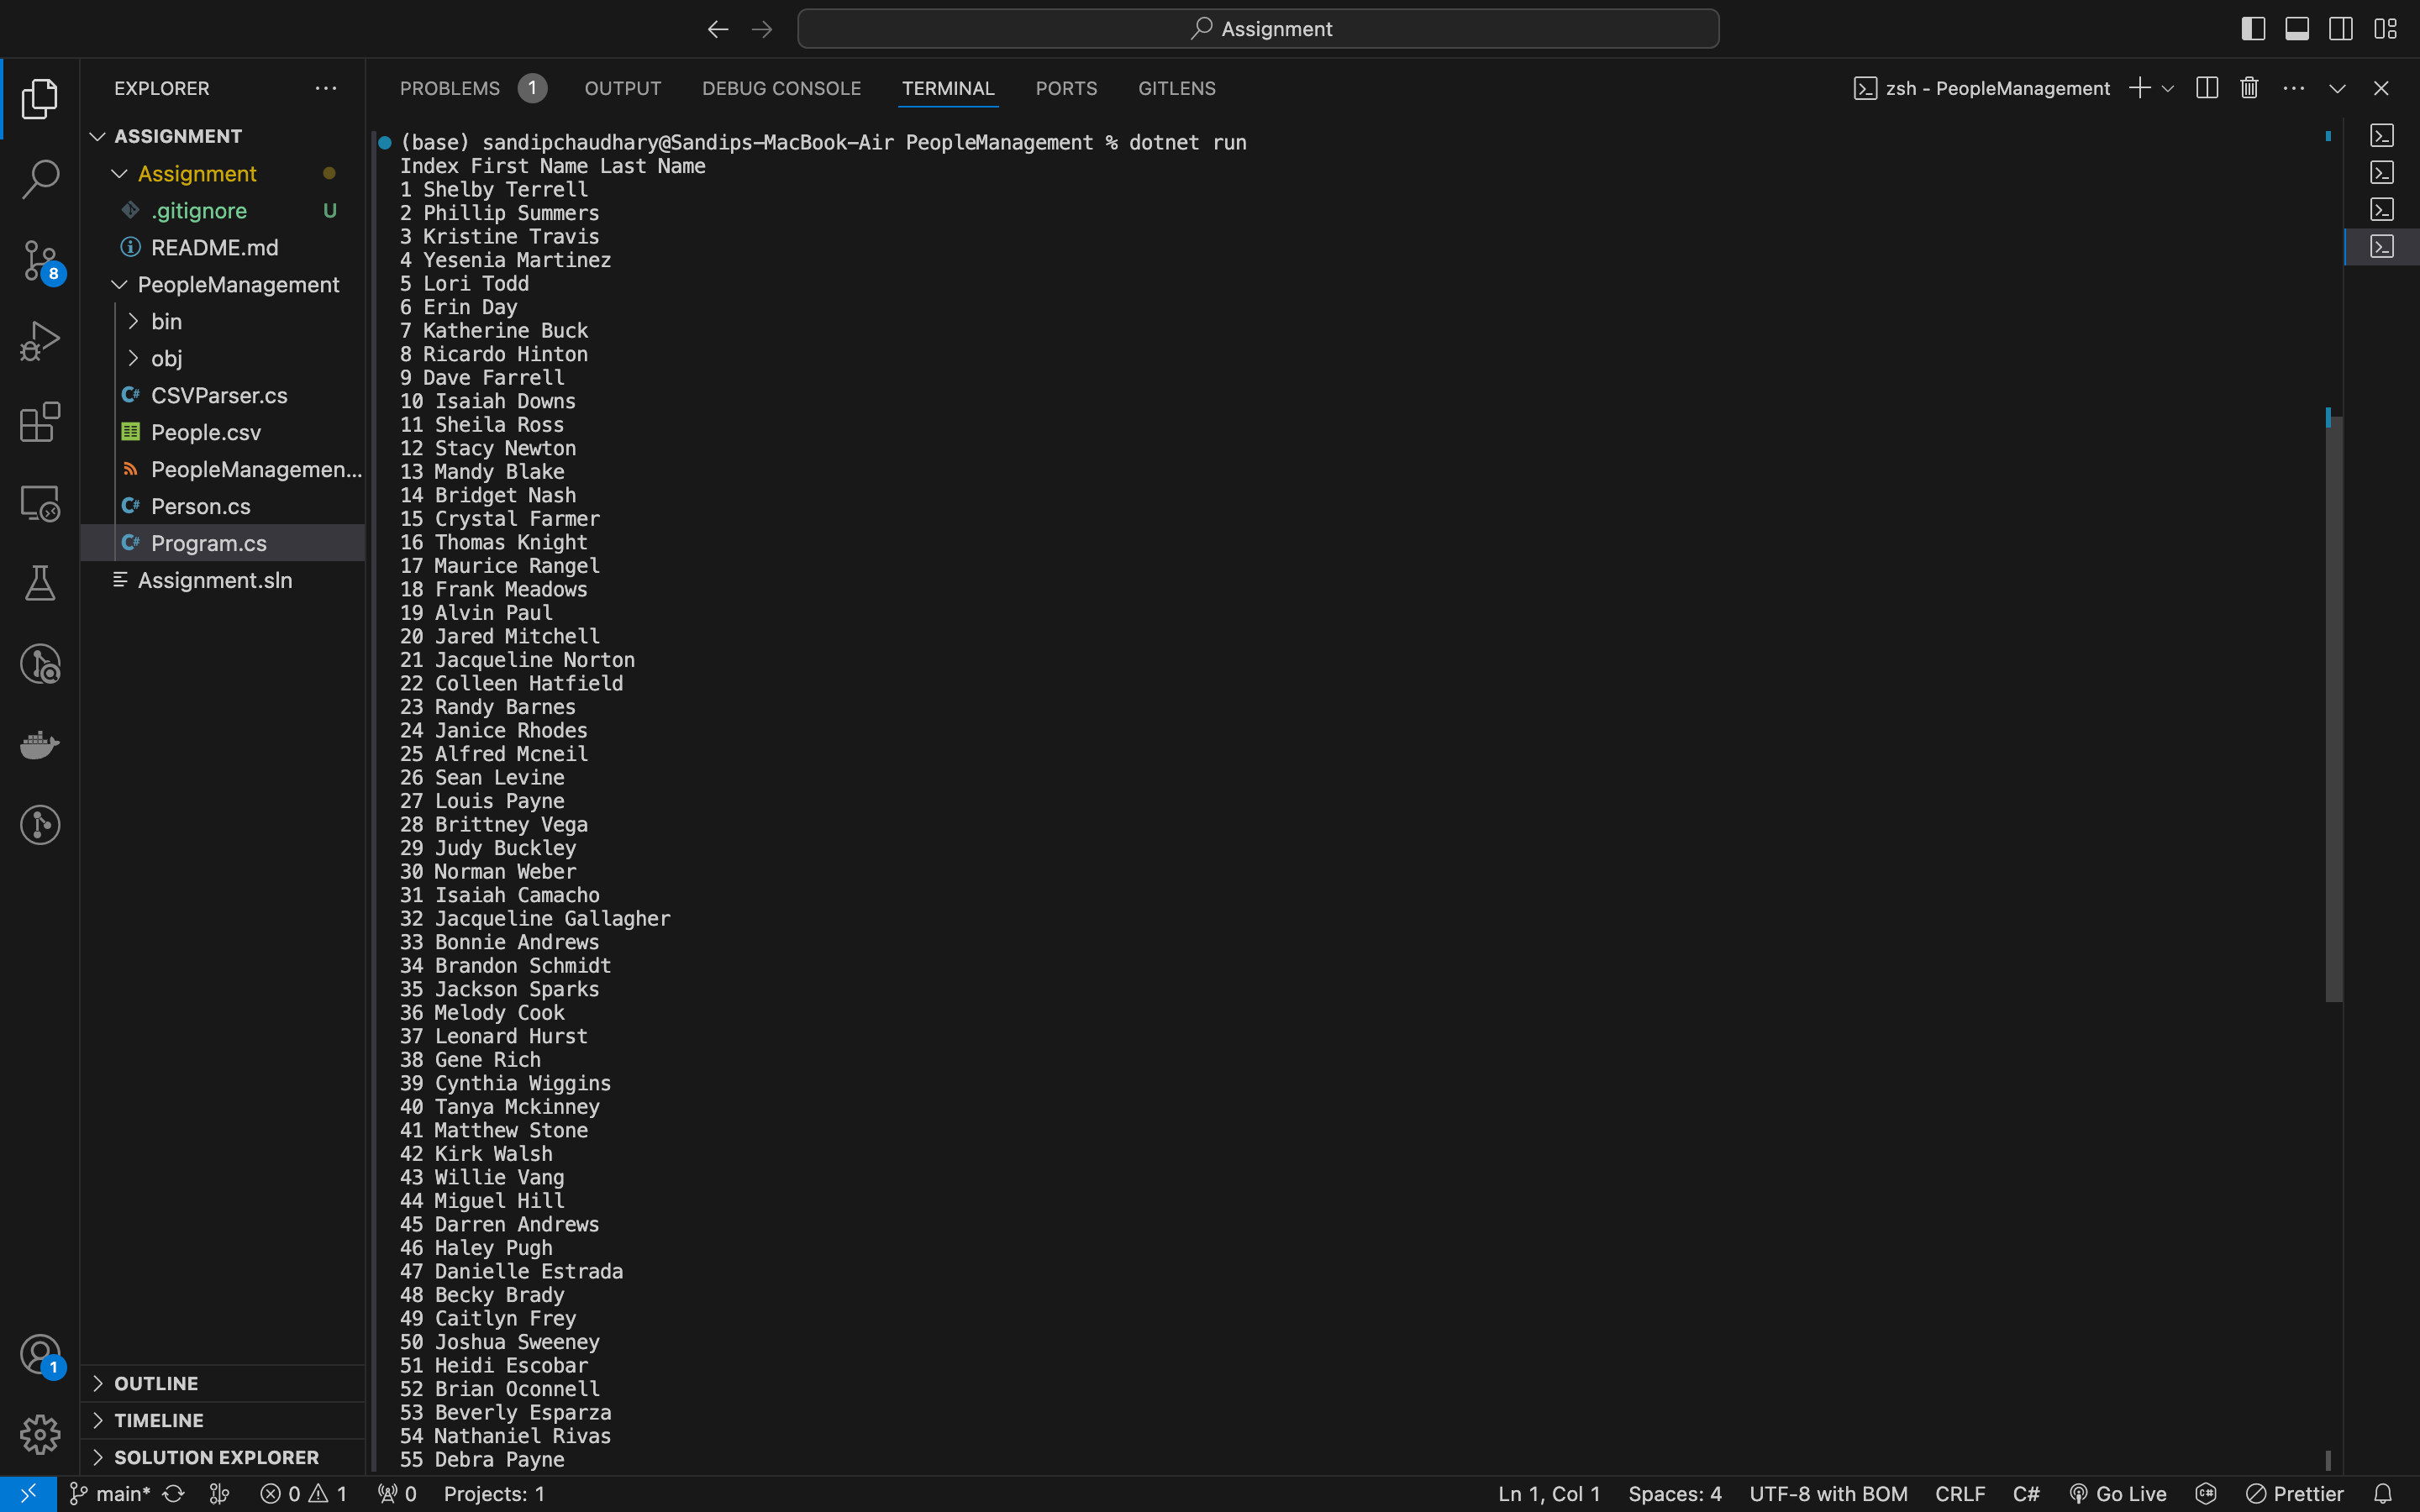 Assignment
EXPLORER
ASSIGNMENT
Assignment
.gitignore U
README.md
PeopleManagement
bin
obj
CSVParser.cs
People.csv
PeopleManagemen...
Person.cs
Program.cs
Assignment.sln
8
1
OUTLINE
TIMELINE
SOLUTION EXPLORER
PROBLEMS 1 OUTPUT DEBUG CONSOLE TERMINAL PORTS GITLENS
zsh - PeopleManagement
(base) sandipchaudhary@Sandips-MacBook-Air PeopleManagement % dotnet run
Index First Name Last Name
1 Shelby Terrell
2 Phillip Summers
3 Kristine Travis
4 Yesenia Martinez
5 Lori Todd
6 Erin Day
7 Katherine Buck
8 Ricardo Hinton
9 Dave Farrell
10 Isaiah Downs
11 Sheila Ross
12 Stacy Newton
13 Mandy Blake
14 Bridget Nash
15 Crystal Farmer
16 Thomas Knight
17 Maurice Rangel
18 Frank Meadows
19 Alvin Paul
20 Jared Mitchell
21 Jacqueline Norton
22 Colleen Hatfield
23 Randy Barnes
24 Janice Rhodes
25 Alfred Mcneil
26 Sean Levine
27 Louis Payne
28 Brittney Vega
29 Judy Buckley
30 Norman Weber
31 Isaiah Camacho
32 Jacqueline Gallagher
33 Bonnie Andrews
34 Brandon Schmidt
35 Jackson Sparks
36 Melody Cook
37 Leonard Hurst
38 Gene Rich
39 Cynthia Wiggins
40 Tanya Mckinney
41 Matthew Stone
42 Kirk Walsh
43 Willie Vang
44 Miguel Hill
45 Darren Andrews
46 Haley Pugh
47 Danielle Estrada
48 Becky Brady
49 Caitlyn Frey
50 Joshua Sweeney
51 Heidi Escobar
52 Brian Oconnell
53 Beverly Esparza
54 Nathaniel Rivas
55 Debra Payne
main* 0 1 0 Projects: 1 Ln 1, Col 1 Spaces: 4 UTF-8 with BOM CRLF C# Go Live Prettier